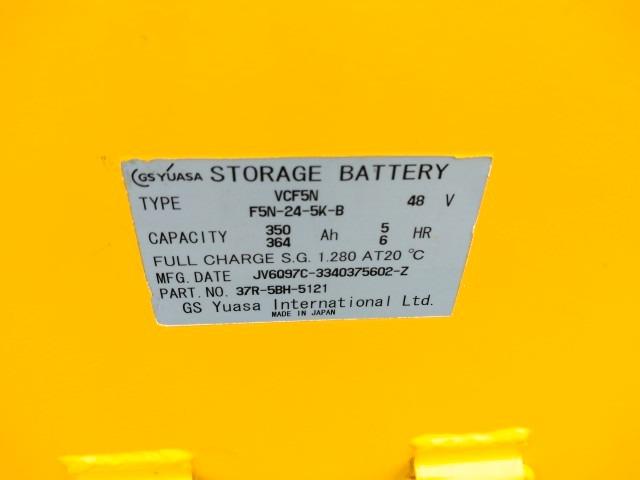 GS YUASA STORAGE BATTERY
TYPE VCF5N 48 V
F5N-24-5K-B
CAPACITY 350 Ah 5 HR
364 6
FULL CHARGE S.G. 1.280 AT20 ℃
MFG. DATE JV6Q97C-3340375602-Z
PART. NO. 37R-5BH-5121
GS Yuasa International Ltd.
MADE IN JAPAN